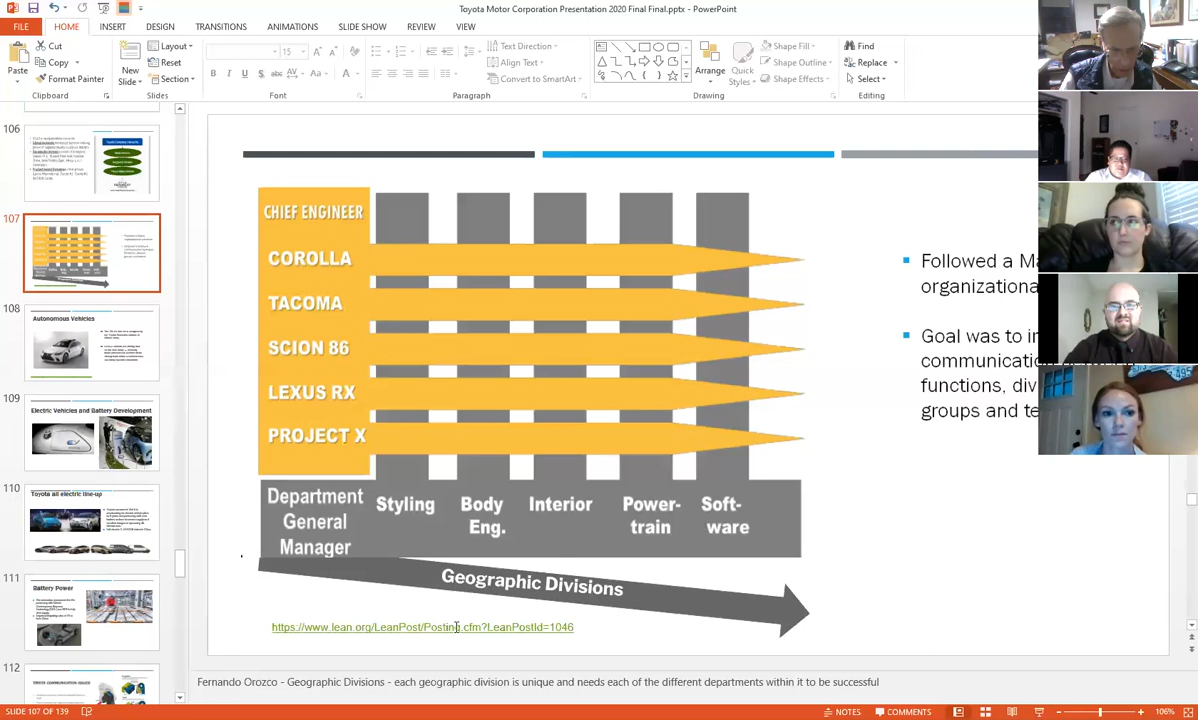 Toyota Motor Corporation Presentation 2020 Final Final.pptx - PowerPoint
FILE HOME INSERT DESIGN TRANSITIONS ANIMATIONS SLIDE SHOW REVIEW VIEW
Cut
Copy
Format Painter
Paste
Clipboard
New
Slide
Layout
Reset
Section
Slides
15
Font
Text Direction
Align Text
Convert to SmartArt
Paragraph
Arrange
Quick
Styles
Shape Fill
Shape Outline
Shape Effects
Drawing
Find
Replace
Select
Editing
106
107
108
Autonomous Vehicles
109
Electric Vehicles and Battery Development
110
Toyota all electric line-up
111
Battery Power
112
CHIEF ENGINEER
COROLLA
TACOMA
SCION 86
LEXUS RX
PROJECT X
Department
General
Manager
Styling
Body
Eng.
Interior
Power-
train
Soft-
ware
Geographic Divisions
https://www.lean.org/LeanPost/Posting.cfm?LeanPostId=1046
Followed a
organizational
Goal was to
communication
functions,
groups and
Fernando Orozco - Geographic Divisions - each geographic division is unique and needs each of the different departments within it to be successful
SLIDE 107 OF 139
NOTES
COMMENTS
106%